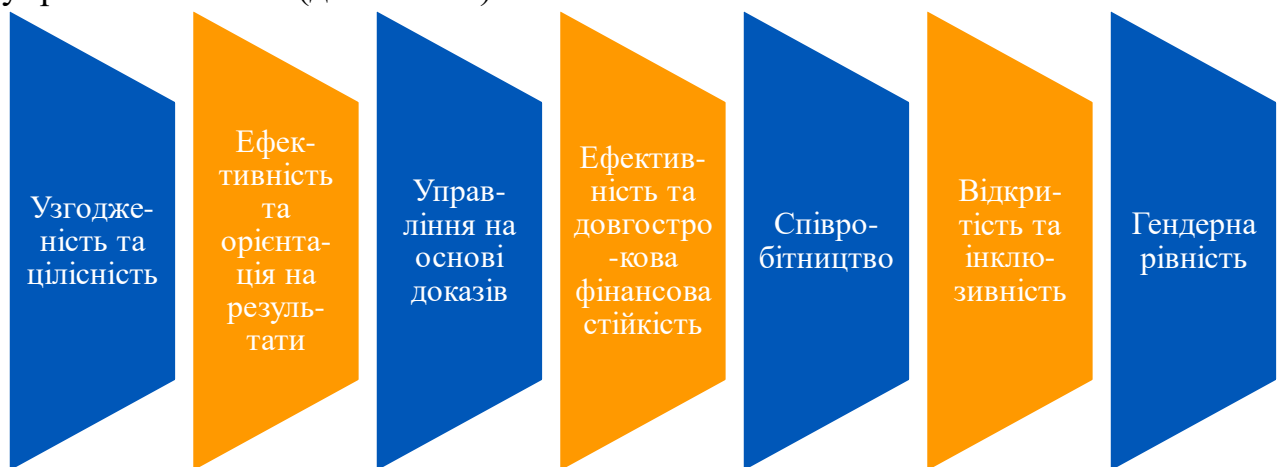 Узгодже-
ність та
цілісність
Ефек-
тивність
та
орієнта-
ція на
резуль-
тати
Управ-
ління на
основі
доказів
Ефектив-
ність та
довгостро
-кова
фінансова
стійкість
Співро-
бітництво
Відкри-
тість та
інклю-
зивність
Гендерна
рівність